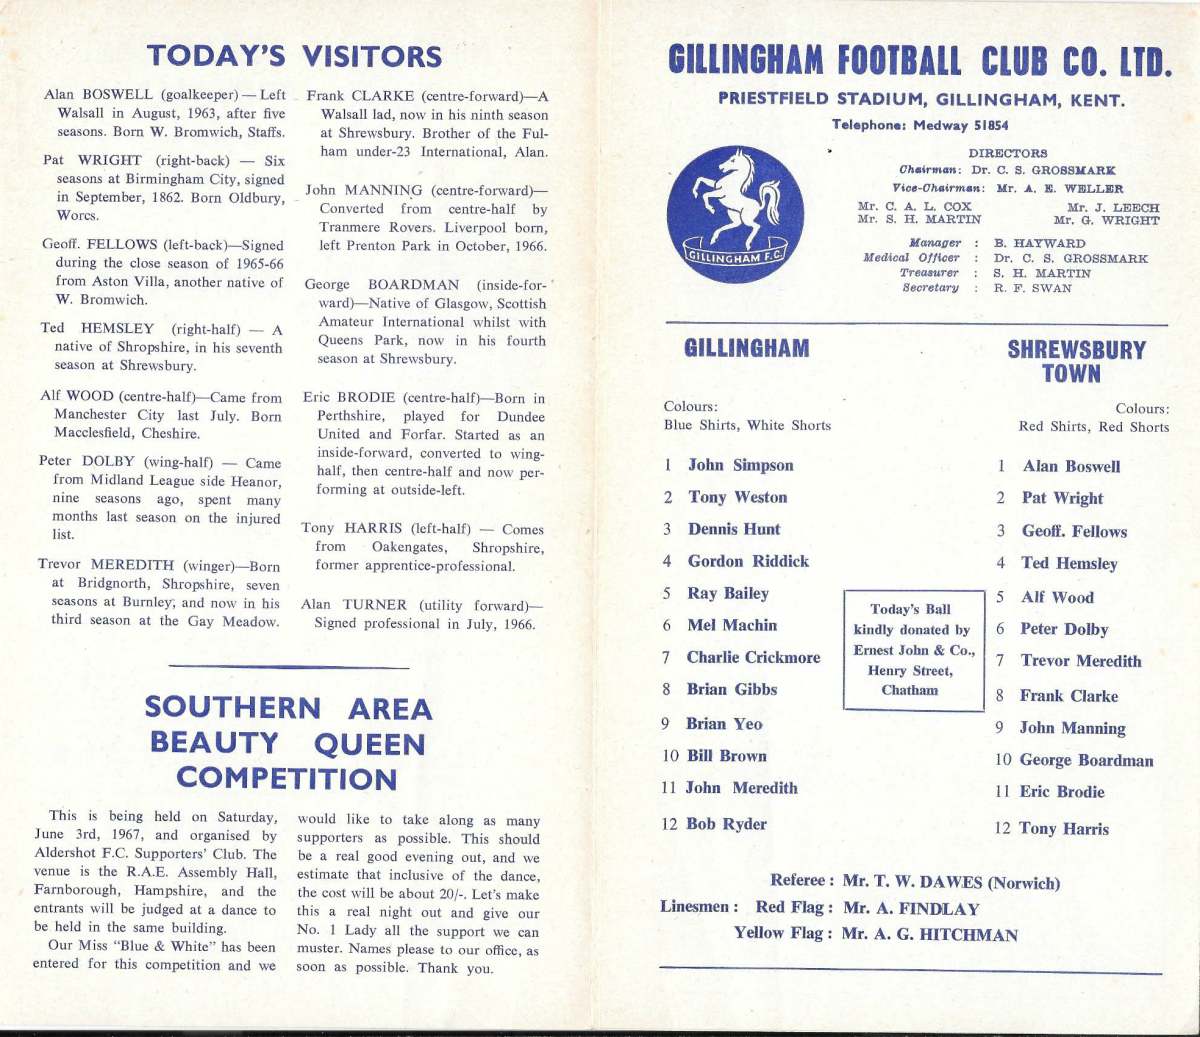 TODAY'S VISITORS
Alan BOSWELL (goalkeeper) — Left
Walsall in August, 1963, after five
seasons. Born W. Bromwich, Staffs.
Pat WRIGHT (right-back) — Six
seasons at Birmingham City, signed
in September, 1862. Born Oldbury,
Worcs.
Geoff. FELLOWS (left-back)—Signed
during the close season of 1965-66
from Aston Villa, another native of
W. Bromwich.
Ted HEMSLEY (right-half) — A
native of Shropshire, in his seventh
season at Shrewsbury.
Alf WOOD (centre-half)—Came from
Manchester City last July. Born
Macclesfield, Cheshire.
Peter DOLBY (wing-half) — Came
from Midland League side Heanor,
nine seasons ago, spent many
months last season on the injured
list.
Trevor MEREDITH (winger)—Born
at Bridgnorth, Shropshire, seven
seasons at Burnley, and now in his
third season at the Gay Meadow.
Frank CLARKE (centre-forward)—A
Walsall lad, now in his ninth season
at Shrewsbury. Brother of the Ful-
ham under-23 International, Alan.
John MANNING (centre-forward)—
Converted from centre-half by
Tranmere Rovers. Liverpool born,
left Prenton Park in October, 1966.
George BOARDMAN (inside-for-
ward)—Native of Glasgow, Scottish
Amateur International whilst with
Queens Park, now in his fourth
season at Shrewsbury.
Eric BRODIE (centre-half)—Born in
Perthshire, played for Dundee
United and Forfar. Started as an
inside-forward, converted to wing-
half, then centre-half and now per-
forming at outside-left.
Tony HARRIS (left-half) — Comes
from Oakengates, Shropshire,
former apprentice-professional.
Alan TURNER (utility forward)—
Signed professional in July, 1966.
SOUTHERN AREA
BEAUTY QUEEN
COMPETITION
This is being held on Saturday,
June 3rd, 1967, and organised by
Aldershot F.C. Supporters' Club. The
venue is the R.A.E. Assembly Hall,
Farnborough, Hampshire, and the
entrants will be judged at a dance to
be held in the same building.
Our Miss "Blue & White" has been
entered for this competition and we
would like to take along as many
supporters as possible. This should
be a real good evening out, and we
estimate that inclusive of the dance,
the cost will be about 20/-. Let's make
this a real night out and give our
No. 1 Lady all the support we can
muster. Names please to our office, as
soon as possible. Thank you.
GILLINGHAM FOOTBALL CLUB CO. LTD.
PRIESTFIELD STADIUM, GILLINGHAM, KENT.
Telephone: Medway 51854
GILLINGHAM F.C.
DIRECTORS
Chairman: Dr. C. S. GROSSMARK
Vice-Chairman: Mr. A. E. WELLER
Mr. C. A. L. COX Mr. J. LEECH
Mr. S. H. MARTIN Mr. G. WRIGHT
Manager : B. HAYWARD
Medical Officer : Dr. C. S. GROSSMARK
Treasurer : S. H. MARTIN
Secretary : R. F. SWAN
GILLINGHAM
Colours:
Blue Shirts, White Shorts
1 John Simpson
2 Tony Weston
3 Dennis Hunt
4 Gordon Riddick
5 Ray Bailey
6 Mel Machin
7 Charlie Crickmore
8 Brian Gibbs
9 Brian Yeo
10 Bill Brown
11 John Meredith
12 Bob Ryder
Today's Ball
kindly donated by
Ernest John & Co.,
Henry Street,
Chatham
SHREWSBURY
TOWN
Colours:
Red Shirts, Red Shorts
1 Alan Boswell
2 Pat Wright
3 Geoff. Fellows
4 Ted Hemsley
5 Alf Wood
6 Peter Dolby
7 Trevor Meredith
8 Frank Clarke
9 John Manning
10 George Boardman
11 Eric Brodie
12 Tony Harris
Referee : Mr. T. W. DAWES (Norwich)
Linesmen : Red Flag : Mr. A. FINDLAY
Yellow Flag : Mr. A. G. HITCHMAN